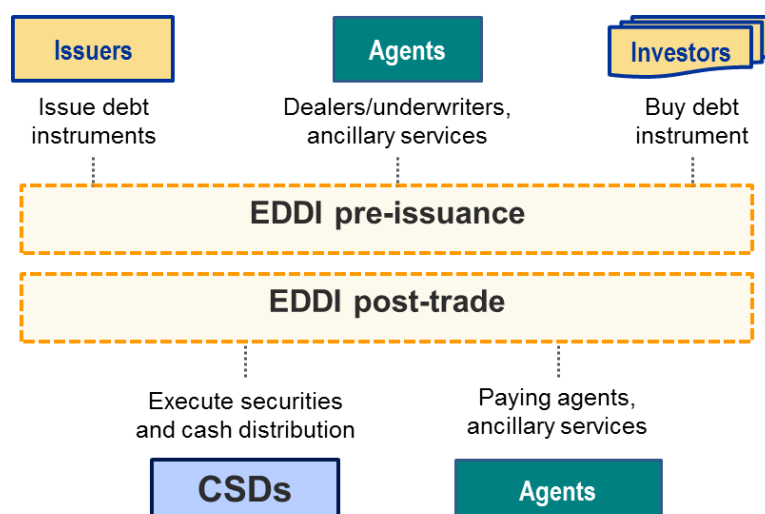 Issuers
Agents
Investors
Issue debt
instruments
Dealers/underwriters,
ancillary services
Buy debt
instrument
EDDI pre-issuance
EDDI post-trade
Execute securities
and cash distribution
Paying agents,
ancillary services
CSDs
Agents